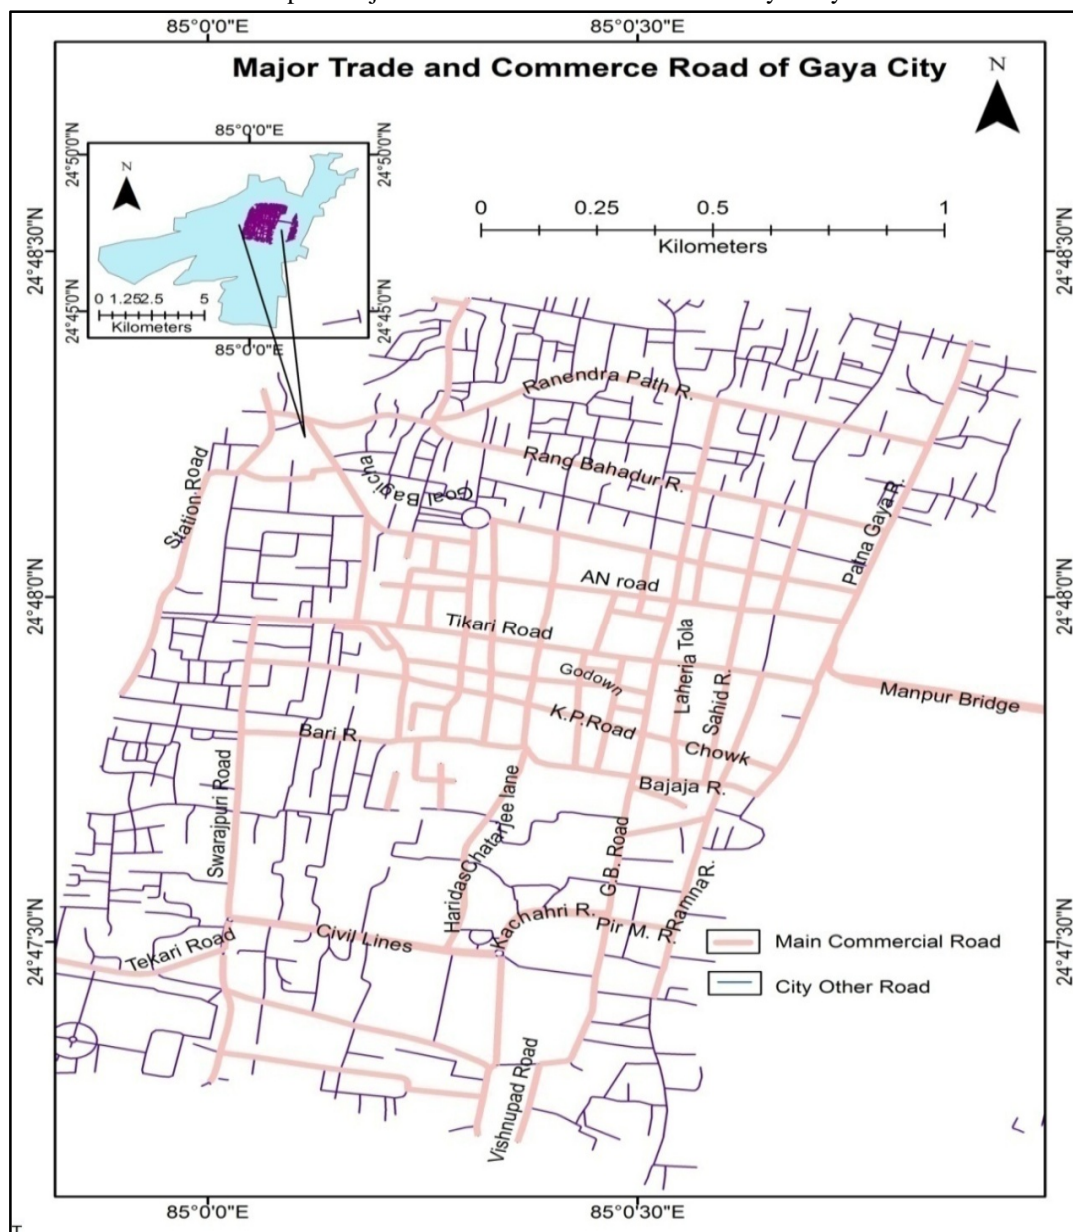 85°0'0"E
85°0'30"E
Major Trade and Commerce Road of Gaya City
N
85°0'0"E
24°50'0"N
24°50'0"N
N
0 1.25 2.5 5
Kilometers
24°45'0"N
24°45'0"N
85°0'0"E
0 0.25 0.5 1
Kilometers
24°48'30"N
24°48'30"N
Ranendra Path R.
Rang Bahadur R.
Goal Bagicha
Station Road
Patna Gaya R.
AN road
24°48'0"N
24°48'0"N
Tikari Road
Laheria Tola
Godown
Sahid R.
Manpur Bridge
K.P.Road
Bari R.
Chowk
Bajaja R.
Swarajpuri Road
HaridasChatarjee lane
G.B. Road
Ramna R.
Kachahri R.
Pir M. R.
Civil Lines
Tekari Road
24°47'30"N
24°47'30"N
Main Commercial Road
City Other Road
Vishnupad Road
85°0'0"E
85°0'30"E